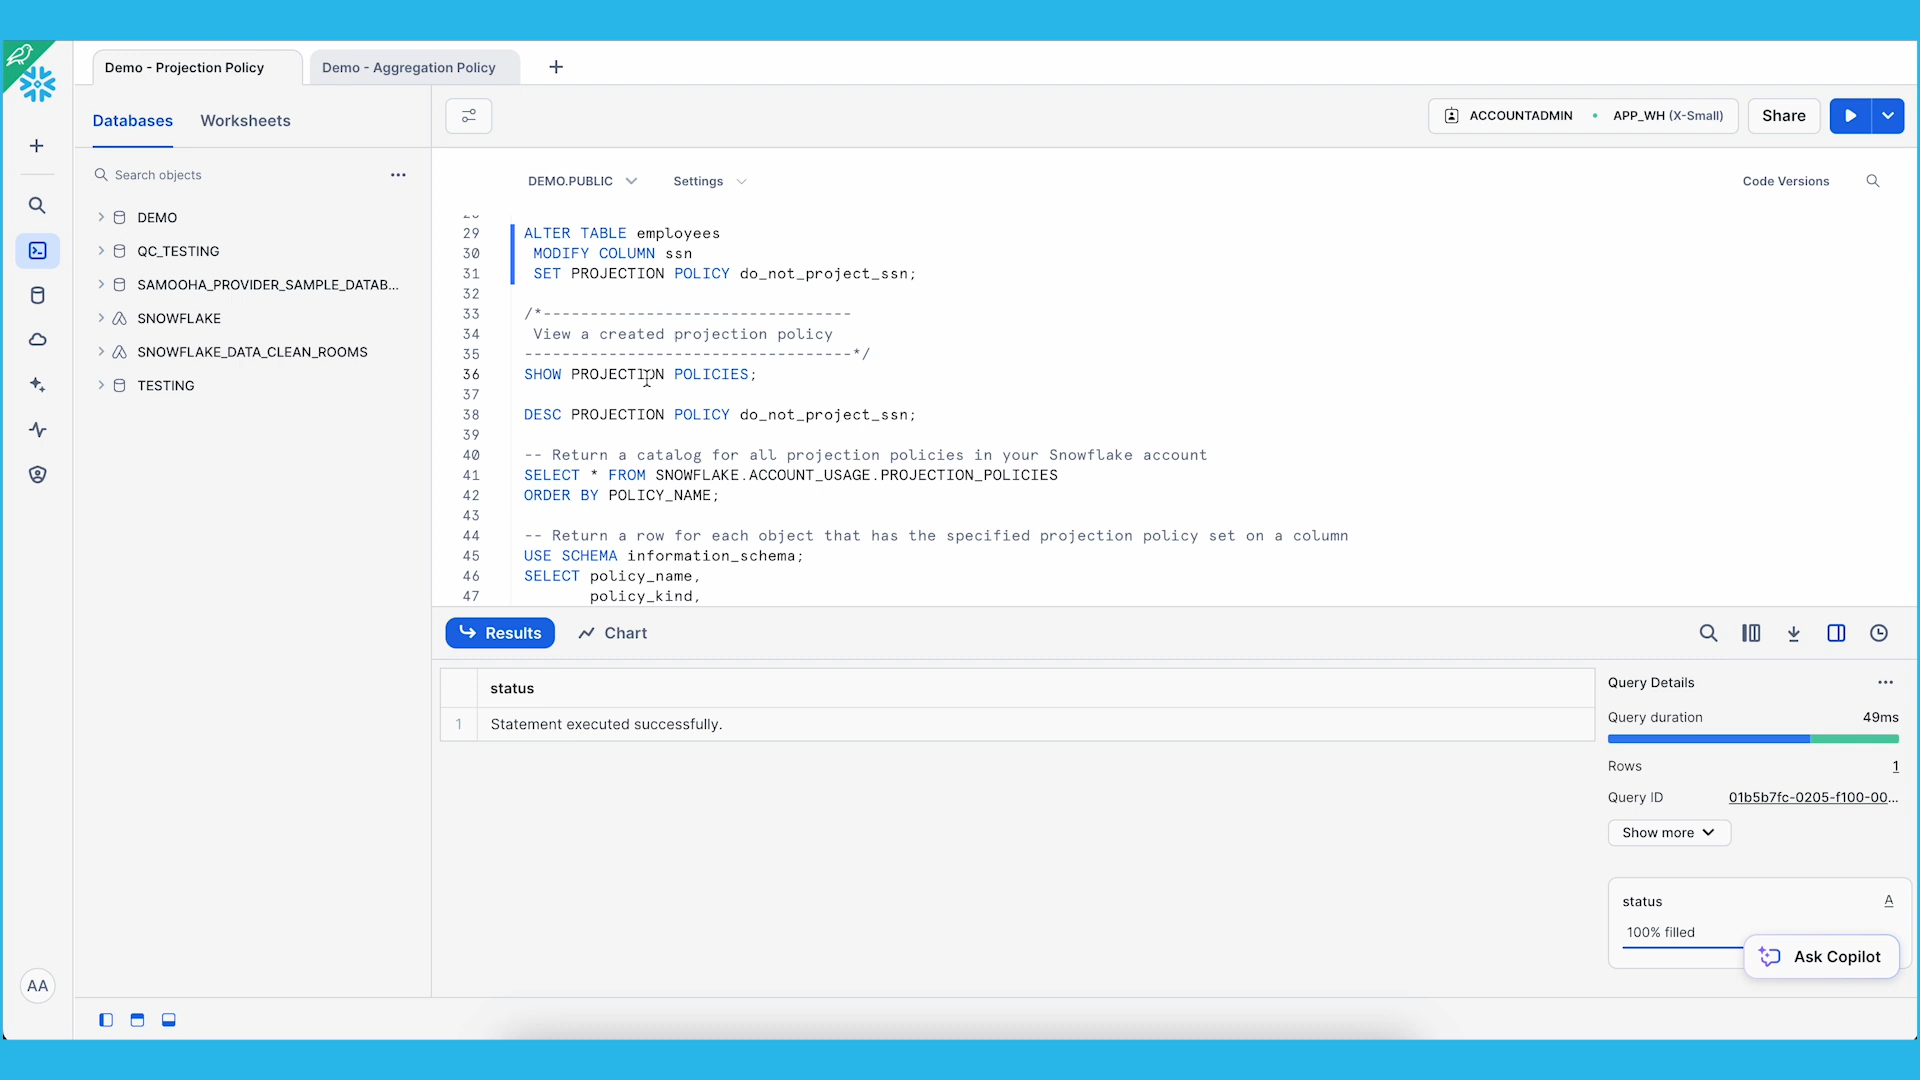 Demo - Projection Policy
Demo - Aggregation Policy
Databases
Worksheets
Search objects
DEMO
QC_TESTING
SAMOOHA_PROVIDER_SAMPLE_DATAB...
SNOWFLAKE
SNOWFLAKE_DATA_CLEAN_ROOMS
TESTING
AA
ACCOUNTADMIN
APP_WH (X-Small)
Share
DEMO.PUBLIC
Settings
Code Versions
29 ALTER TABLE employees
30 MODIFY COLUMN ssn
31 SET PROJECTION POLICY do_not_project_ssn;
32
33 /*---------------------------------
34 View a created projection policy
35 -----------------------------------*/
36 SHOW PROJECTION POLICIES;
37
38 DESC PROJECTION POLICY do_not_project_ssn;
39
40 -- Return a catalog for all projection policies in your Snowflake account
41 SELECT * FROM SNOWFLAKE.ACCOUNT_USAGE.PROJECTION_POLICIES
42 ORDER BY POLICY_NAME;
43
44 -- Return a row for each object that has the specified projection policy set on a column
45 USE SCHEMA information_schema;
46 SELECT policy_name,
47 policy_kind,
Results
Chart
status
1 Statement executed successfully.
Query Details
Query duration 49ms
Rows 1
Query ID 01b5b7fc-0205-f100-00...
Show more
status A
100% filled
Ask Copilot